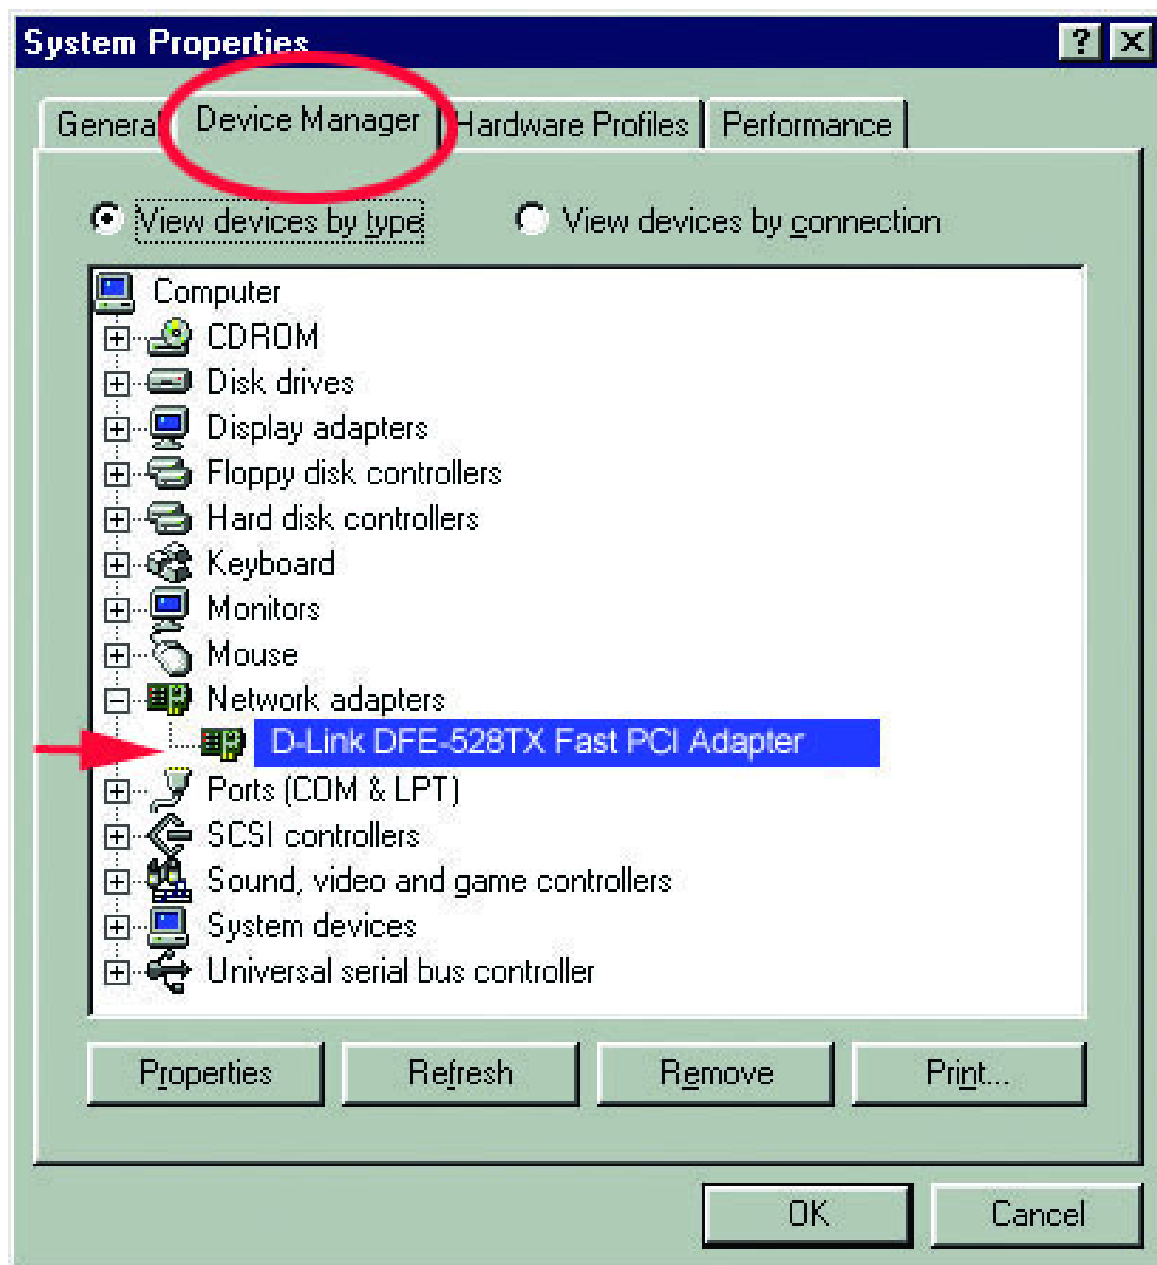 System Properties
General Device Manager Hardware Profiles Performance
View devices by type View devices by connection
Computer
CDROM
Disk drives
Display adapters
Floppy disk controllers
Hard disk controllers
Keyboard
Monitors
Mouse
Network adapters
D-Link DFE-528TX Fast PCI Adapter
Ports (COM & LPT)
SCSI controllers
Sound, video and game controllers
System devices
Universal serial bus controller
Properties Refresh Remove Print...
OK Cancel